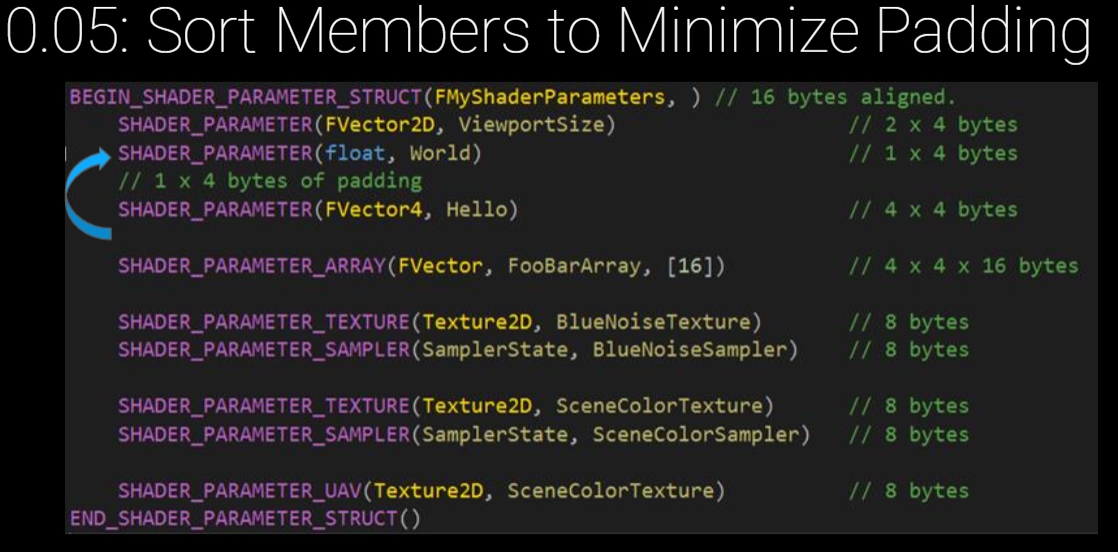 0.05: Sort Members to Minimize Padding
BEGIN_SHADER_PARAMETER_STRUCT(FMyShaderParameters, ) // 16 bytes aligned.
SHADER_PARAMETER(FVector2D, ViewportSize) // 2 x 4 bytes
SHADER_PARAMETER(float, World) // 1 x 4 bytes
// 1 x 4 bytes of padding
SHADER_PARAMETER(FVector4, Hello) // 4 x 4 bytes
SHADER_PARAMETER_ARRAY(FVector, FooBarArray, [16]) // 4 x 4 x 16 bytes
SHADER_PARAMETER_TEXTURE(Texture2D, BlueNoiseTexture) // 8 bytes
SHADER_PARAMETER_SAMPLER(SamplerState, BlueNoiseSampler) // 8 bytes
SHADER_PARAMETER_TEXTURE(Texture2D, SceneColorTexture) // 8 bytes
SHADER_PARAMETER_SAMPLER(SamplerState, SceneColorSampler) // 8 bytes
SHADER_PARAMETER_UAV(Texture2D, SceneColorTexture) // 8 bytes
END_SHADER_PARAMETER_STRUCT()